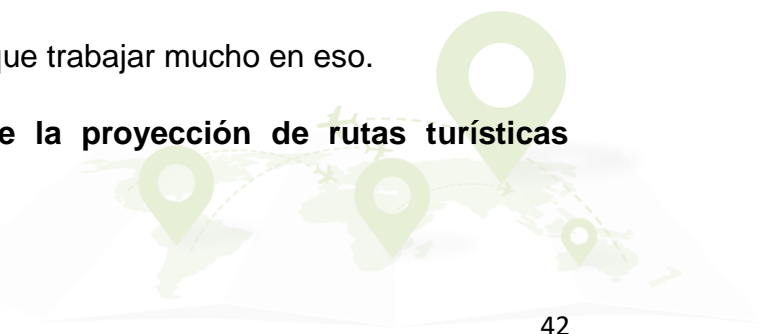 que trabajar mucho en eso.
e la proyección de rutas turísticas
42